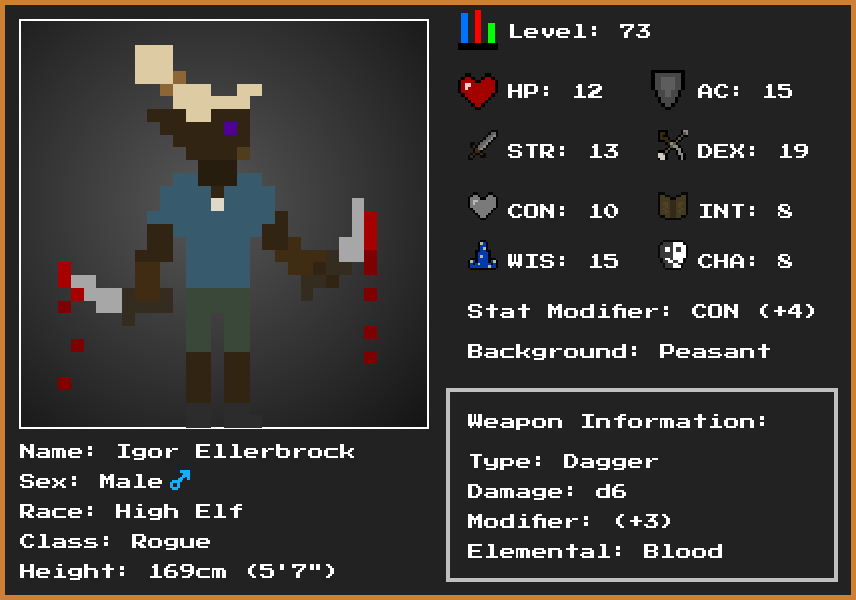 Level: 73
HP: 12
AC: 15
STR: 13
DEX: 19
CON: 10
INT: 8
WIS: 15
CHA: 8
Stat Modifier: CON (+4)
Background: Peasant
Weapon Information:
Type: Dagger
Damage: d6
Modifier: (+3)
Elemental: Blood
Name: Igor Ellerbrock
Sex: Male ♂
Race: High Elf
Class: Rogue
Height: 169cm (5'7")